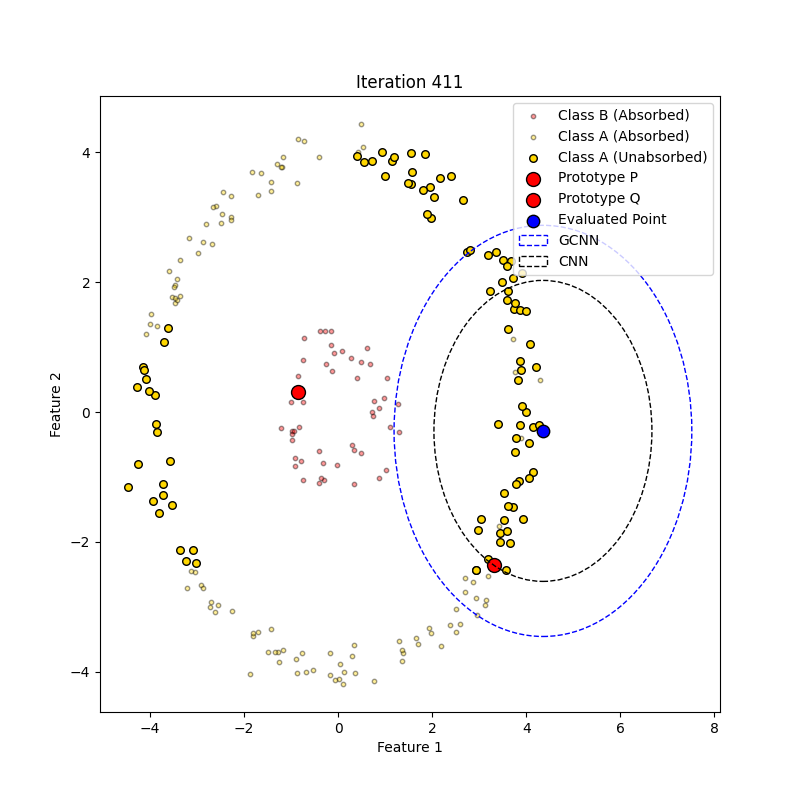 Iteration 411
Class B (Absorbed)
Class A (Absorbed)
Class A (Unabsorbed)
Prototype P
Prototype Q
Evaluated Point
GCNN
CNN
Feature 2
4
2
0
−2
−4
−4
−2
0
2
4
6
8
Feature 1